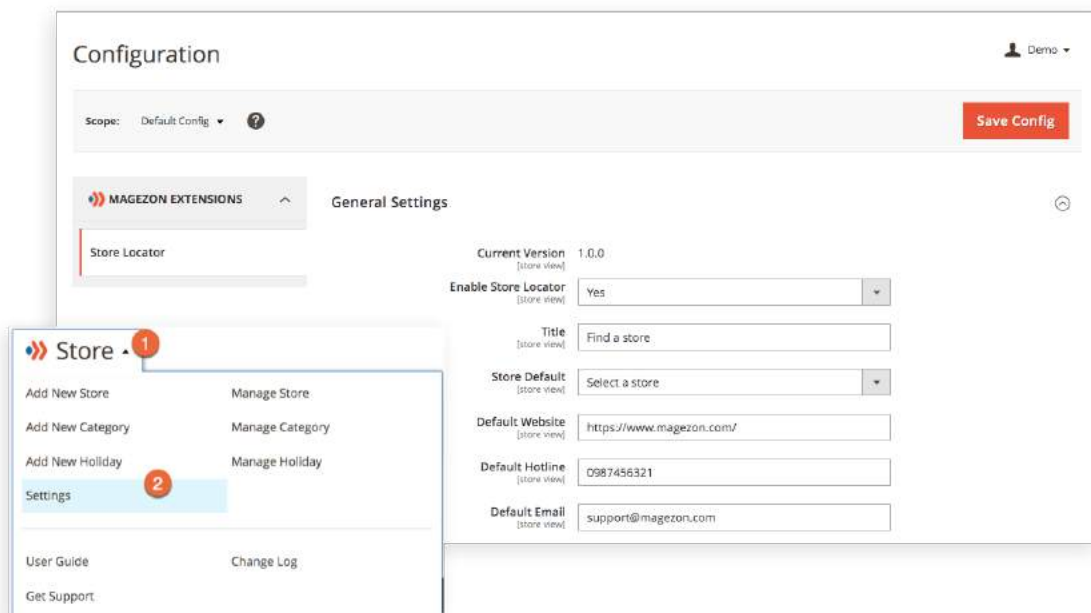 Configuration
Demo
Scope: Default Config ?
Save Config
MAGEZON EXTENSIONS
Store Locator
General Settings
Current Version 1.0.0
[store view]
Enable Store Locator Yes
[store view]
Title Find a store
[store view]
Store Default Select a store
[store view]
Default Website https://www.magezon.com/
[store view]
Default Hotline 0987456321
[store view]
Default Email support@magezon.com
[store view]
Store 1
Add New Store Manage Store
Add New Category Manage Category
Add New Holiday Manage Holiday
Settings 2
User Guide Change Log
Get Support